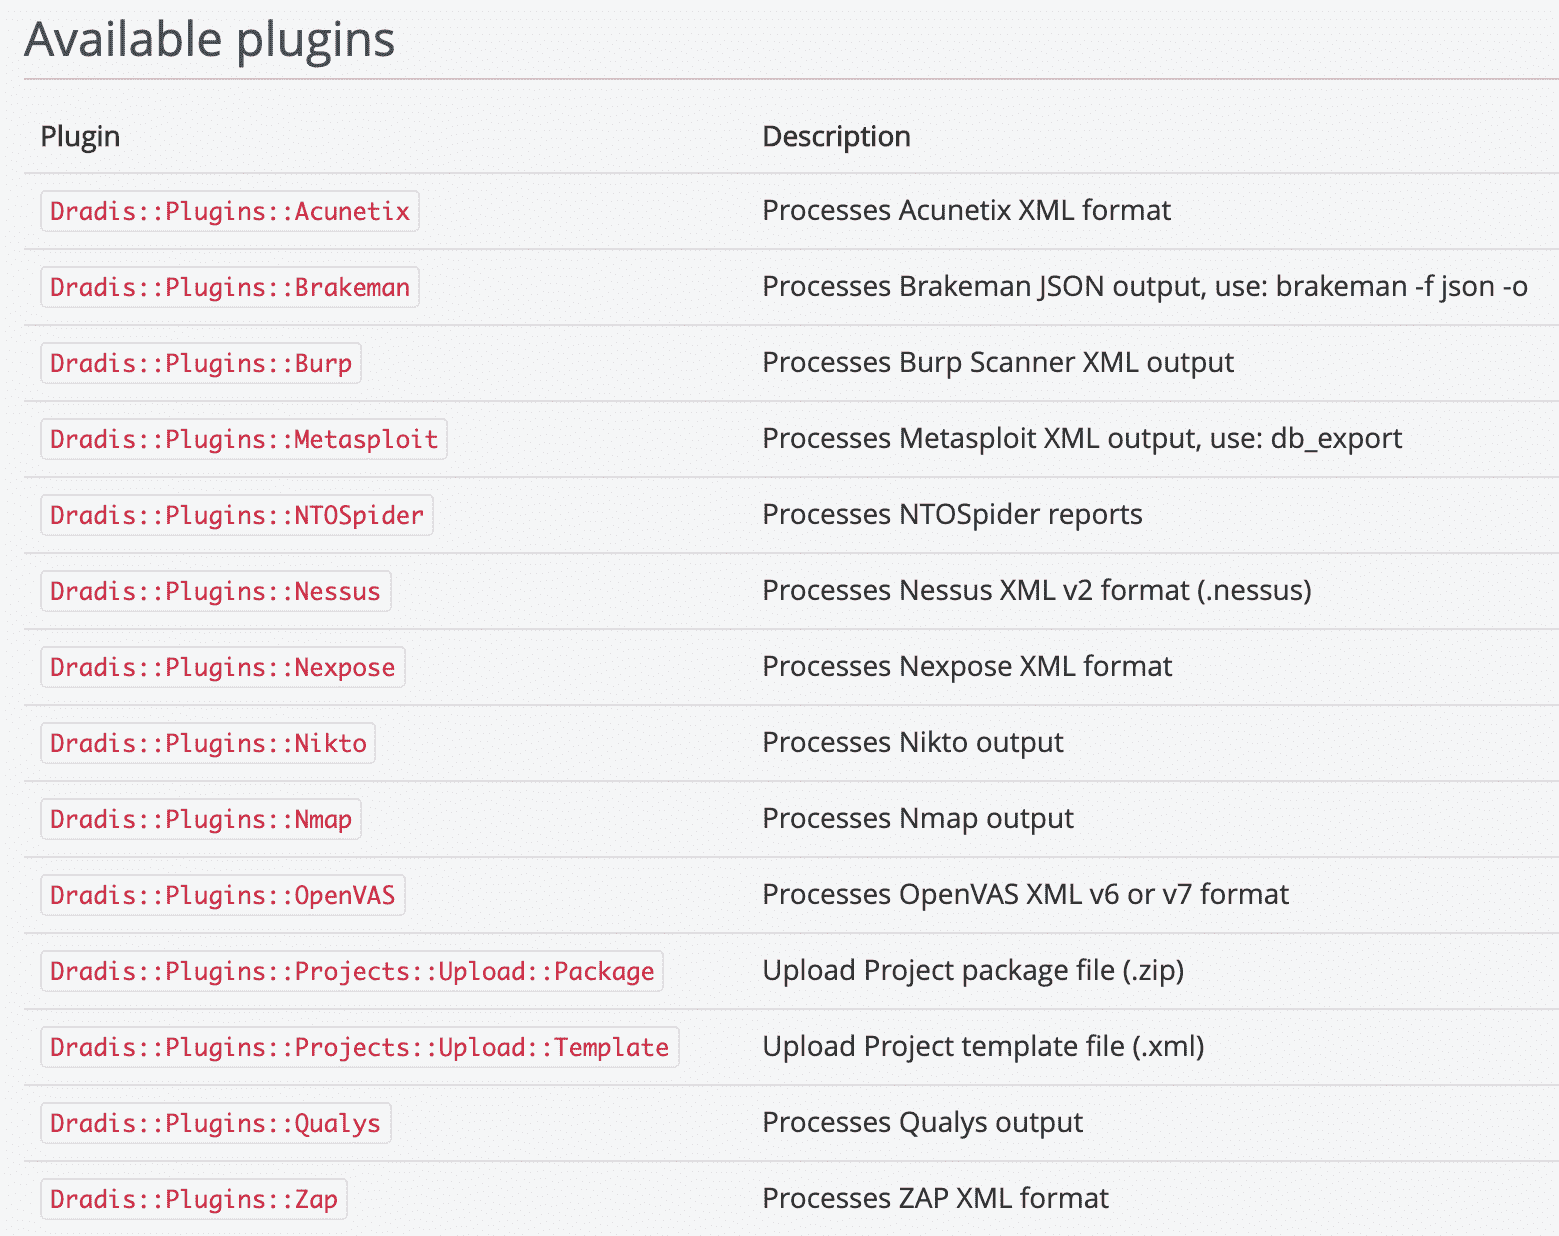 Available plugins
Plugin Description
Dradis::Plugins::Acunetix Processes Acunetix XML format
Dradis::Plugins::Brakeman Processes Brakeman JSON output, use: brakeman -f json -o
Dradis::Plugins::Burp Processes Burp Scanner XML output
Dradis::Plugins::Metasploit Processes Metasploit XML output, use: db_export
Dradis::Plugins::NTOSpider Processes NTOSpider reports
Dradis::Plugins::Nessus Processes Nessus XML v2 format (.nessus)
Dradis::Plugins::Nexpose Processes Nexpose XML format
Dradis::Plugins::Nikto Processes Nikto output
Dradis::Plugins::Nmap Processes Nmap output
Dradis::Plugins::OpenVAS Processes OpenVAS XML v6 or v7 format
Dradis::Plugins::Projects::Upload::Package Upload Project package file (.zip)
Dradis::Plugins::Projects::Upload::Template Upload Project template file (.xml)
Dradis::Plugins::Qualys Processes Qualys output
Dradis::Plugins::Zap Processes ZAP XML format